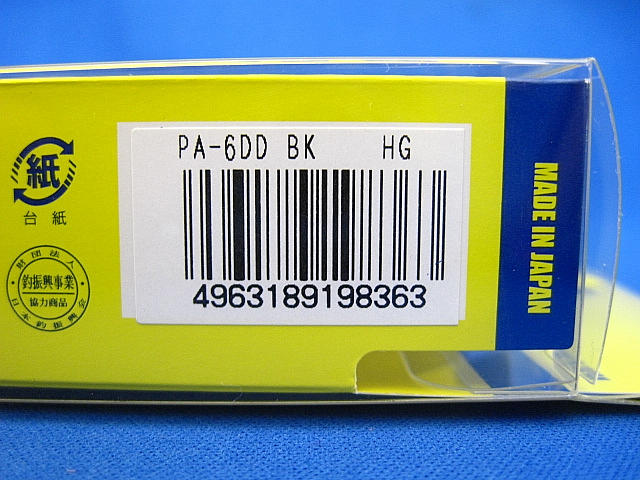 紙
台紙
財団法人
釣振興事業
協力商品
日本釣振興会
PA-6DD BK HG
4963189198363
MADE IN JAPAN